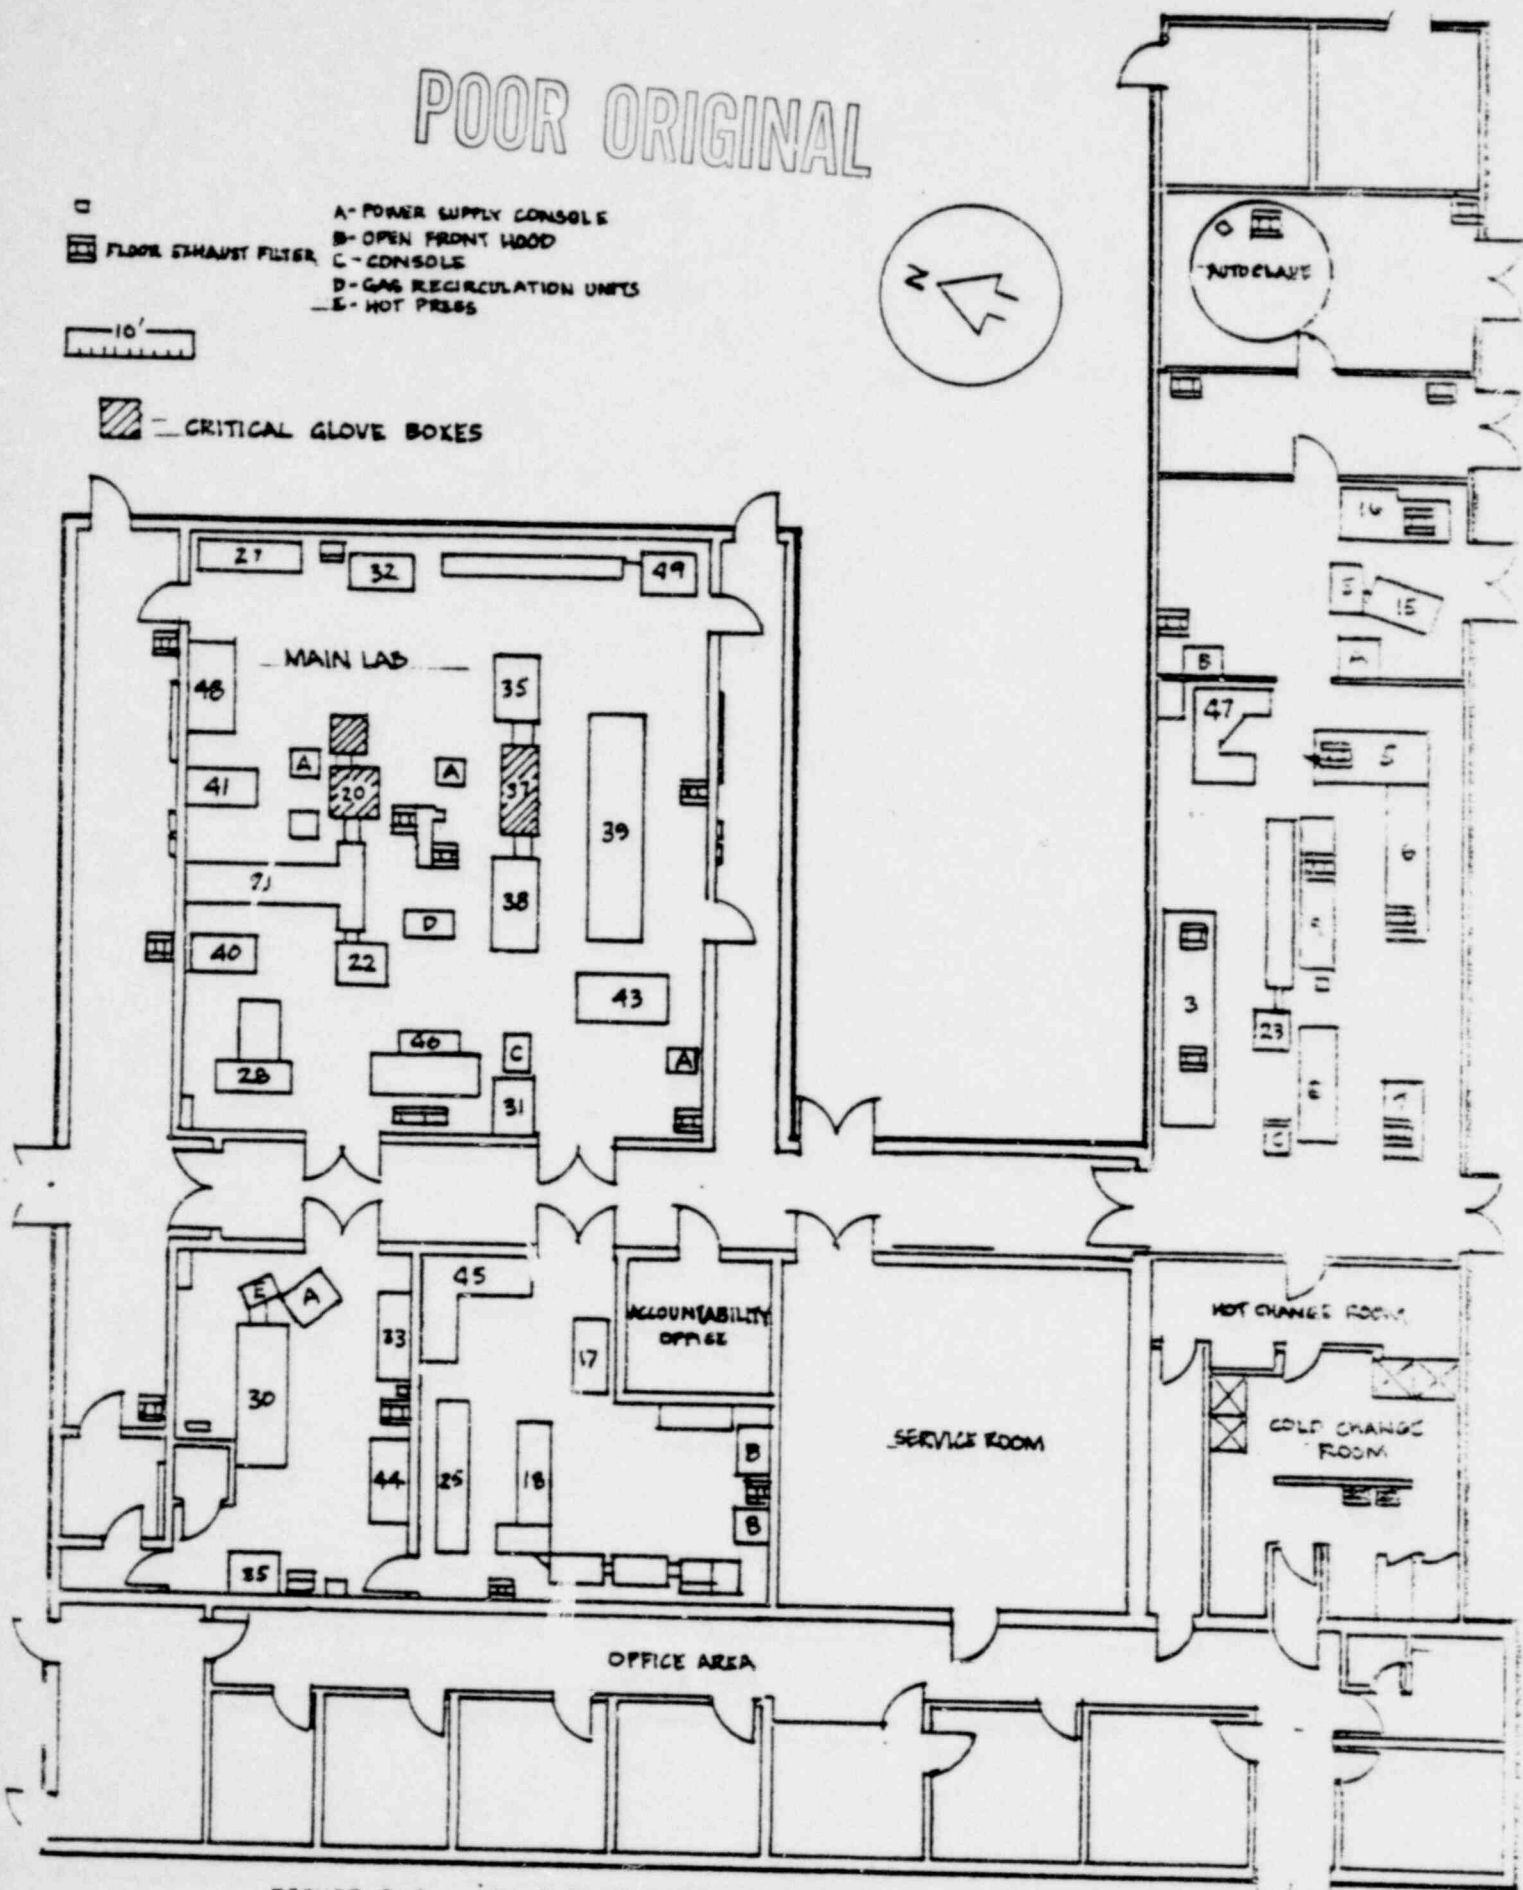 POOR ORIGINAL
A- POWER SUPPLY CONSOLE
B- OPEN FRONT HOOD
FLOOR EXHAUST FILTER
C- CONSOLE
D- GAS RECIRCULATION UNITS
E- HOT PRESS
10'
CRITICAL GLOVE BOXES
N
AUTOCLAVE
27
32
49
16
15
B
MAIN LAB
48
35
47
A
A
5
41
20
37
39
21
38
D
40
22
43
3
23
46
C
A
28
31
C
45
E
A
33
17
ACCOUNTABILITY
OFFICE
HOT CHANGE ROOM
30
COLD CHANGE
ROOM
SERVICE ROOM
44
25
18
B
B
35
OFFICE AREA